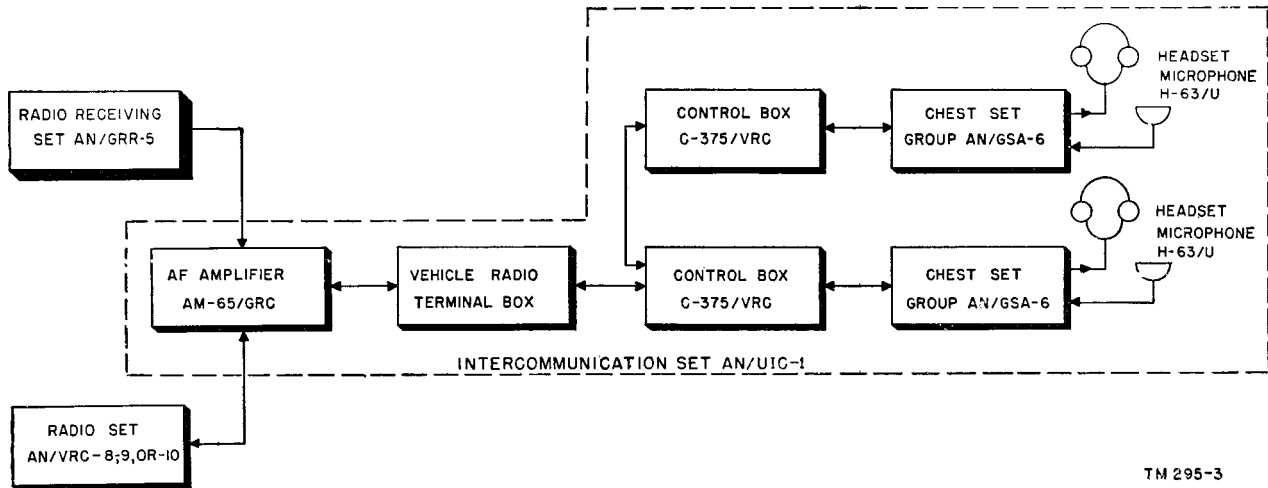 RADIO RECEIVING
SET AN/GRR-5
CONTROL BOX
C-375/VRC
CHEST SET
GROUP AN/GSA-6
HEADSET
MICROPHONE
H-63/U
AF AMPLIFIER
AM-65/GRC
VEHICLE RADIO
TERMINAL BOX
CONTROL BOX
C-375/VRC
CHEST SET
GROUP AN/GSA-6
HEADSET
MICROPHONE
H-63/U
INTERCOMMUNICATION SET AN/UIC-1
RADIO SET
AN/VRC-8,-9,OR-10
TM 295-3